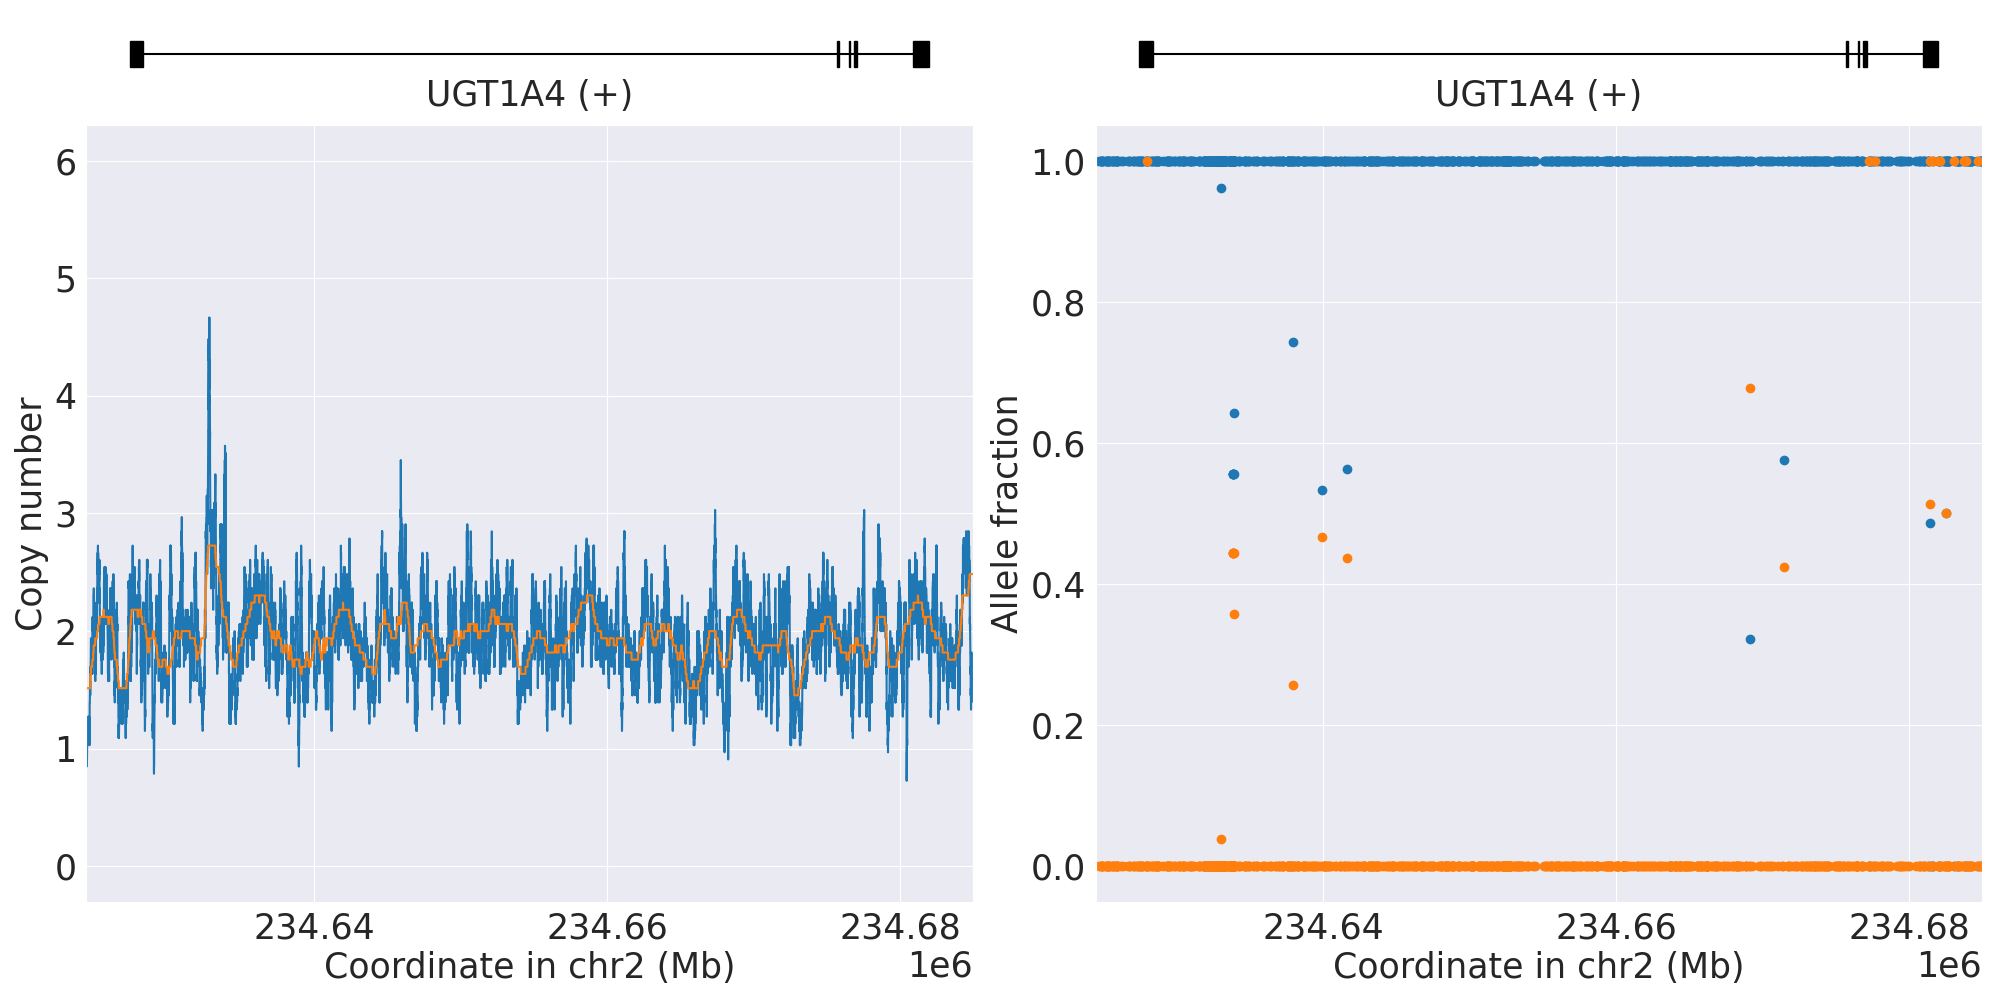 UGT1A4 (+)
6
5
4
3
2
1
0
Copy number
234.64
234.66
234.68
Coordinate in chr2 (Mb)
1e6
UGT1A4 (+)
1.0
0.8
0.6
0.4
0.2
0.0
Allele fraction
234.64
234.66
234.68
Coordinate in chr2 (Mb)
1e6